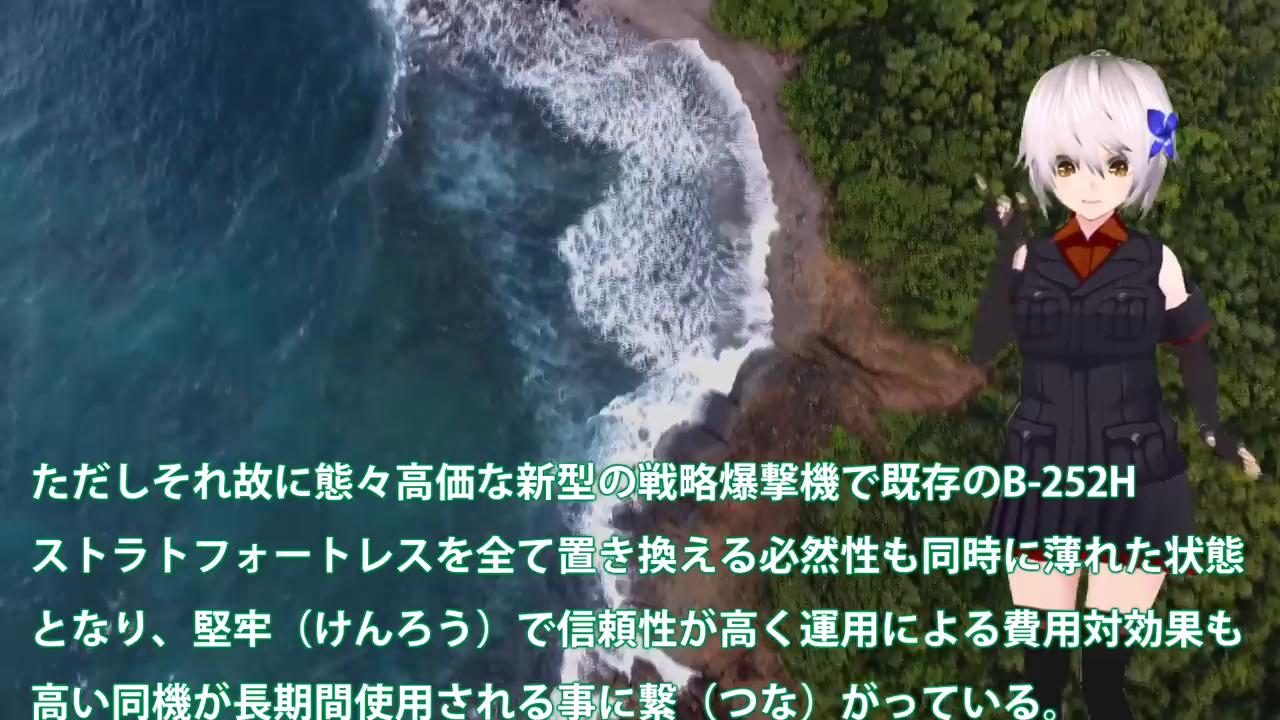 ただしそれ故に態々高価な新型の戦略爆撃機で既存のB-252H
ストラトフォートレスを全て置き換える必然性も同時に薄れた状態
となり、堅牢（けんろう）で信頼性が高く運用による費用対効果も
高い同機が長期間使用される事に繋（つな）がっている。